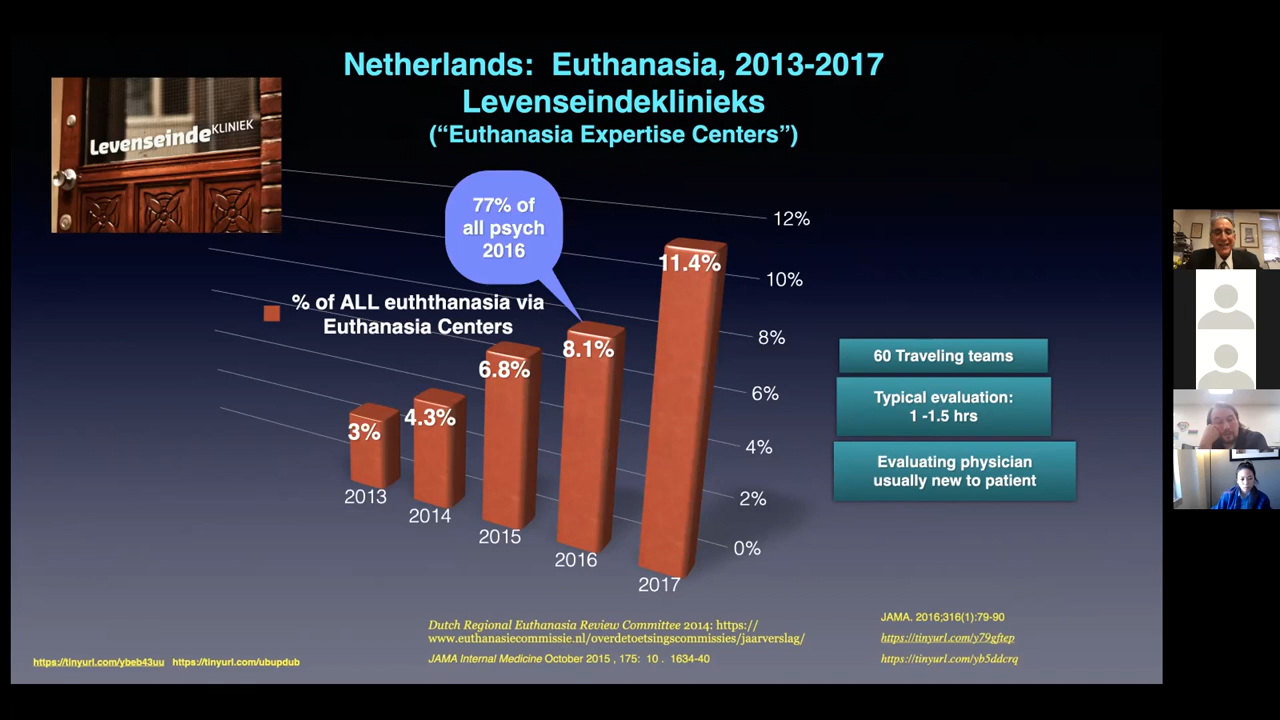 Netherlands:  Euthanasia, 2013-2017
Levenseindeklinieks
(“Euthanasia Expertise Centers”)
Levenseinde KLINIEK
77% of
all psych
2016
% of ALL euththanasia via
Euthanasia Centers
12%
10%
8%
6%
4%
2%
0%
3%
4.3%
6.8%
8.1%
11.4%
2013
2014
2015
2016
2017
60 Traveling teams
Typical evaluation:
1 -1.5 hrs
Evaluating physician
usually new to patient
Dutch Regional Euthanasia Review Committee 2014: https://
www.euthanasiecommissie.nl/overdetoetsingscommissies/jaarverslag/
JAMA Internal Medicine October 2015 , 175:  10 .  1634-40
JAMA. 2016;316(1):79-90
https://tinyurl.com/y79gftep
https://tinyurl.com/yb5ddcrq
https://tinyurl.com/ybeb43uu https://tinyurl.com/ubupdub